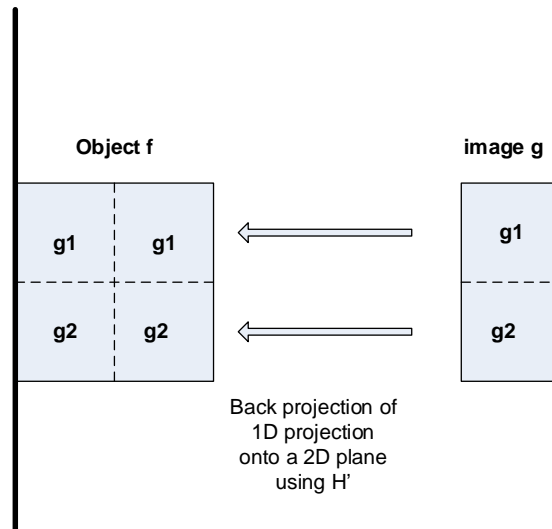 Object f
image g
g1 g1
g1
g2 g2
g2
Back projection of
1D projection
onto a 2D plane
using H’